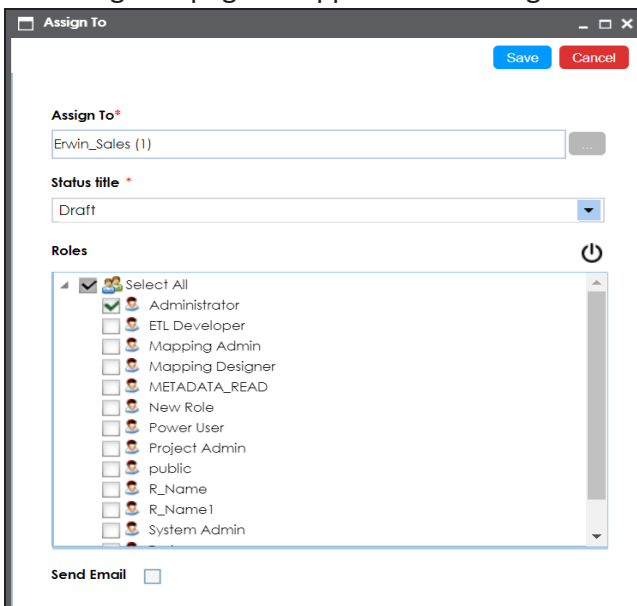 Assign To
Save Cancel
Assign To*
Erwin_Sales (1)
...
Status title *
Draft
Roles
Select All
Administrator
ETL Developer
Mapping Admin
Mapping Designer
METADATA_READ
New Role
Power User
Project Admin
public
R_Name
R_Name1
System Admin
Send Email